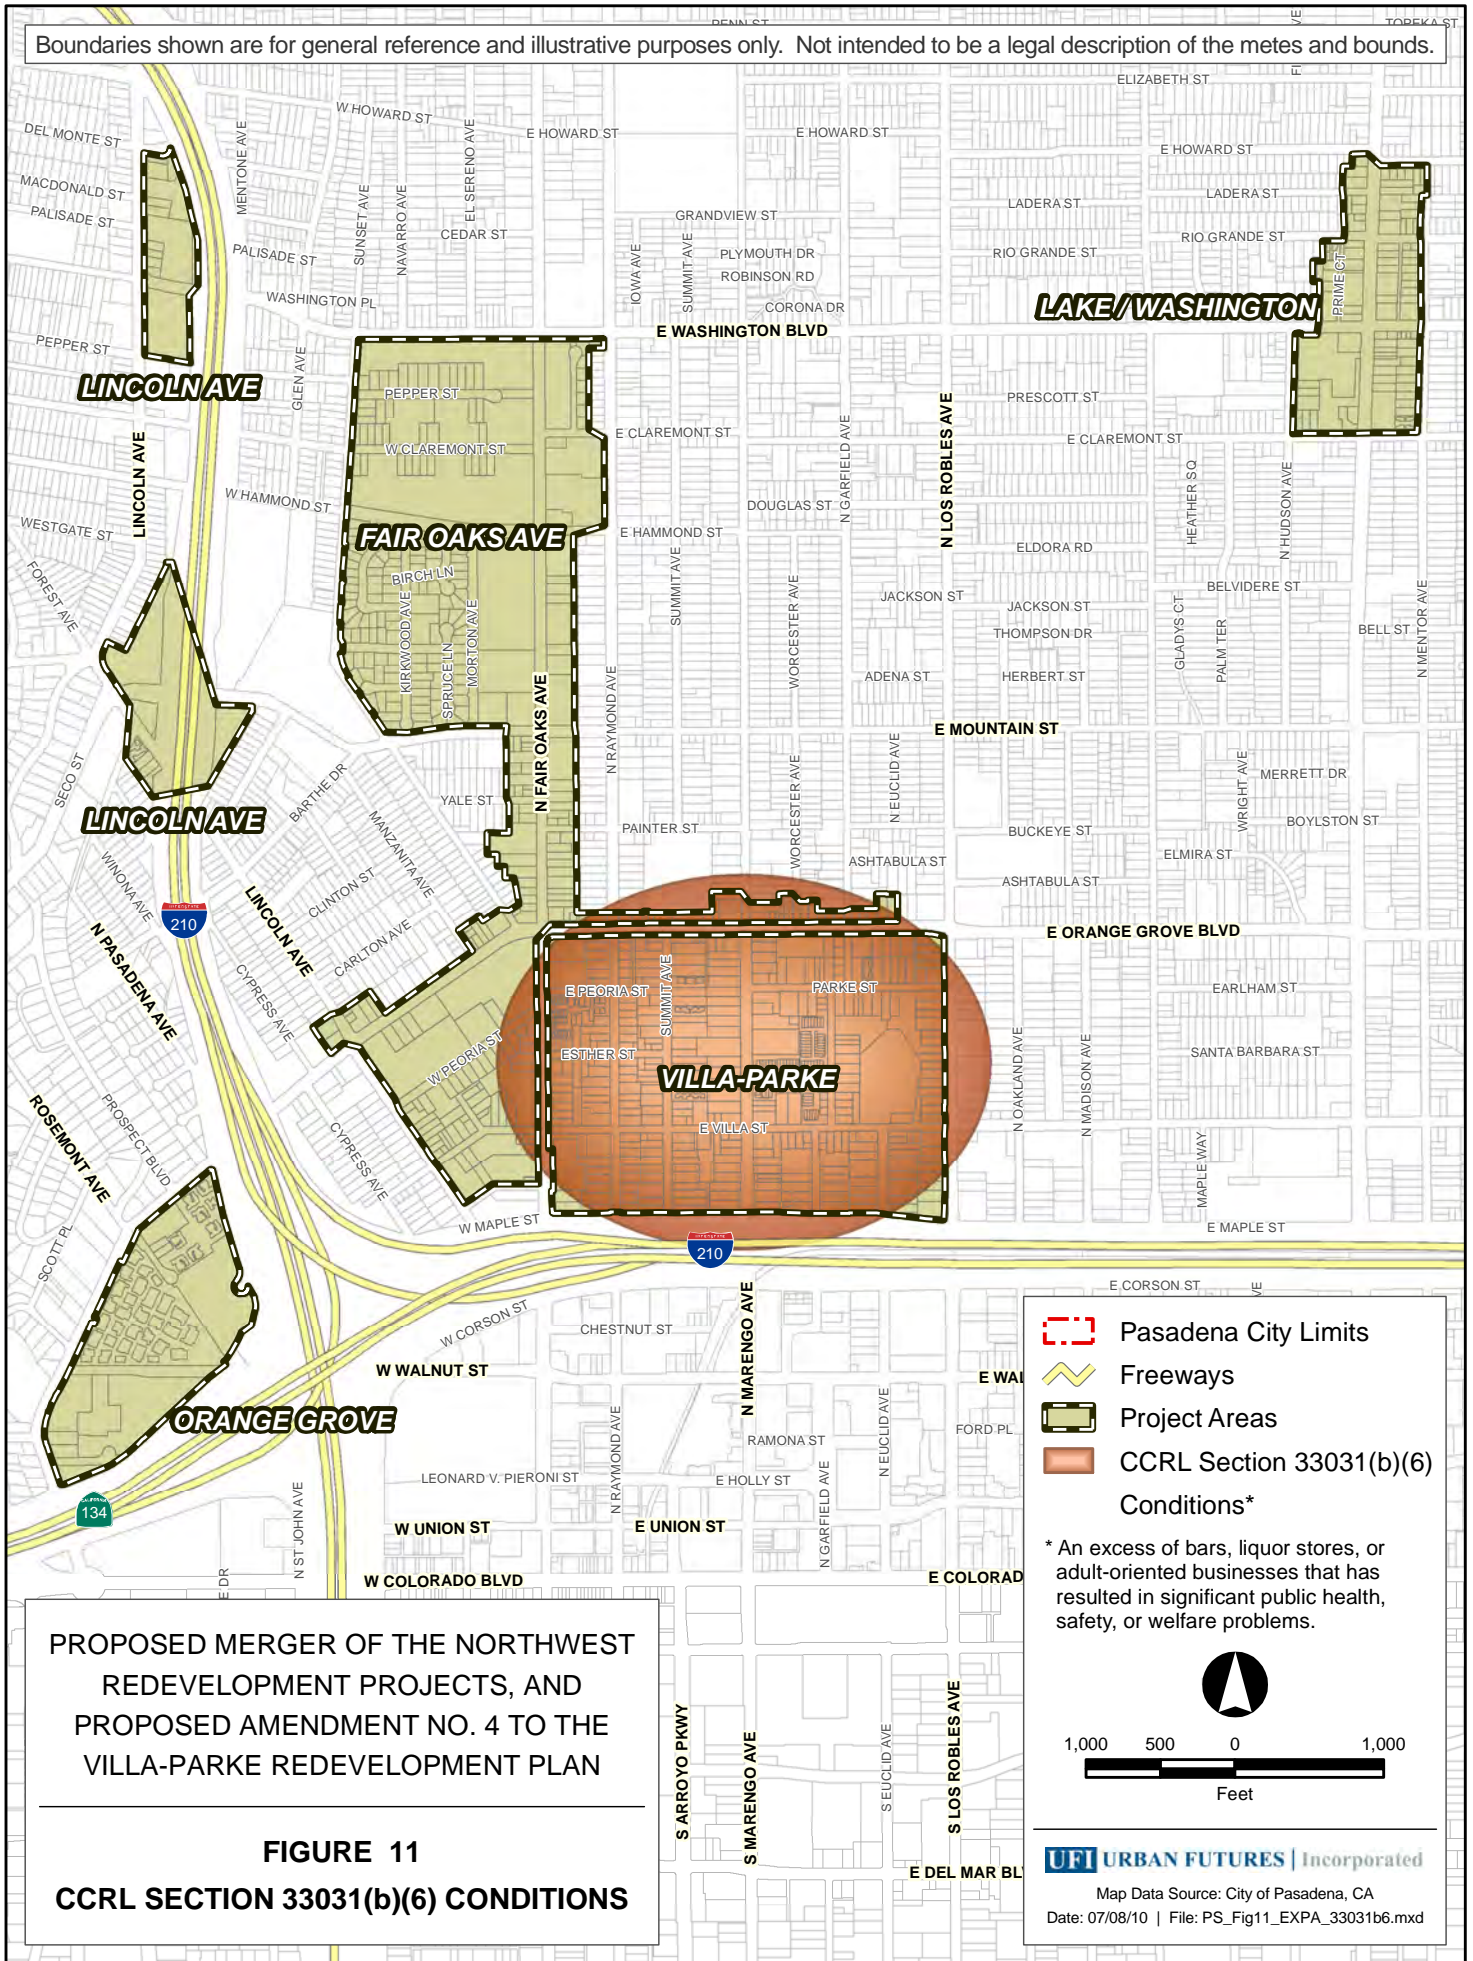 PENN ST
TOPEKA ST
Boundaries shown are for general reference and illustrative purposes only. Not intended to be a legal description of the metes and bounds.
ELIZABETH ST
W HOWARD ST
E HOWARD ST
E HOWARD ST
E HOWARD ST
DEL MONTE ST
MENTONE AVE
MACDONALD ST
PALISADE ST
SUNSET AVE
NAVARRO AVE
EL SERENO AVE
CEDAR ST
PALISADE ST
GRANDVIEW ST
LADERA ST
LADERA ST
IOWA AVE
SUMMIT AVE
PLYMOUTH DR
ROBINSON RD
RIO GRANDE ST
RIO GRANDE ST
WASHINGTON PL
CORONA DR
PRIME CT
LAKE / WASHINGTON
E WASHINGTON BLVD
PEPPER ST
GLEN AVE
LINCOLN AVE
PEPPER ST
PRESCOTT ST
LINCOLN AVE
W CLAREMONT ST
E CLAREMONT ST
N GARFIELD AVE
N LOS ROBLES AVE
E CLAREMONT ST
W HAMMOND ST
DOUGLAS ST
HEATHER SQ
N HUDSON AVE
WESTGATE ST
FAIR OAKS AVE
E HAMMOND ST
ELDORA RD
FOREST AVE
BIRCH LN
SUMMIT AVE
WORCESTER AVE
JACKSON ST
JACKSON ST
BELVIDERE ST
KIRKWOOD AVE
SPRUCE LN
MORTON AVE
THOMPSON DR
GLADYS CT
PALM TER
BELL ST
N MENTOR AVE
ADENA ST
HERBERT ST
N FAIR OAKS AVE
N RAYMOND AVE
E MOUNTAIN ST
SECO ST
BARTHE DR
YALE ST
WORCESTER AVE
N EUCLID AVE
WRIGHT AVE
MERRETT DR
LINCOLN AVE
MANZANITA AVE
PAINTER ST
BUCKEYE ST
BOYLSTON ST
WINONA AVE
ASHTABULA ST
ELMIRA ST
CLINTON ST
ASHTABULA ST
LINCOLN AVE
INTERSTATE
210
N PASADENA AVE
CARLTON AVE
E ORANGE GROVE BLVD
CYPRESS AVE
E PEORIA ST
SUMMIT AVE
PARKE ST
EARLHAM ST
W PEORIA ST
ESTHER ST
N OAKLAND AVE
N MADISON AVE
SANTA BARBARA ST
VILLA-PARKE
ROSEMONT AVE
PROSPECT BLVD
CYPRESS AVE
E VILLA ST
MAPLE WAY
SCOTT PL
W MAPLE ST
E MAPLE ST
INTERSTATE
210
E CORSON ST
W CORSON ST
CHESTNUT ST
N MARENGO AVE
W WALNUT ST
E WAL
ORANGE GROVE
N RAYMOND AVE
RAMONA ST
N EUCLID AVE
FORD PL
LEONARD V. PIERONI ST
E HOLLY ST
N GARFIELD AVE
CALIFORNIA
134
N ST JOHN AVE
W UNION ST
E UNION ST
E DR
W COLORADO BLVD
E COLORAD
S ARROYO PKWY
S MARENGO AVE
S EUCLID AVE
S LOS ROBLES AVE
E DEL MAR BL
Pasadena City Limits
Freeways
Project Areas
CCRL Section 33031(b)(6)
Conditions*
* An excess of bars, liquor stores, or
adult-oriented businesses that has
resulted in significant public health,
safety, or welfare problems.
1,000 500 0 1,000
Feet
UFI URBAN FUTURES | Incorporated
Map Data Source: City of Pasadena, CA
Date: 07/08/10 | File: PS_Fig11_EXPA_33031b6.mxd
PROPOSED MERGER OF THE NORTHWEST
REDEVELOPMENT PROJECTS, AND
PROPOSED AMENDMENT NO. 4 TO THE
VILLA-PARKE REDEVELOPMENT PLAN
FIGURE 11
CCRL SECTION 33031(b)(6) CONDITIONS